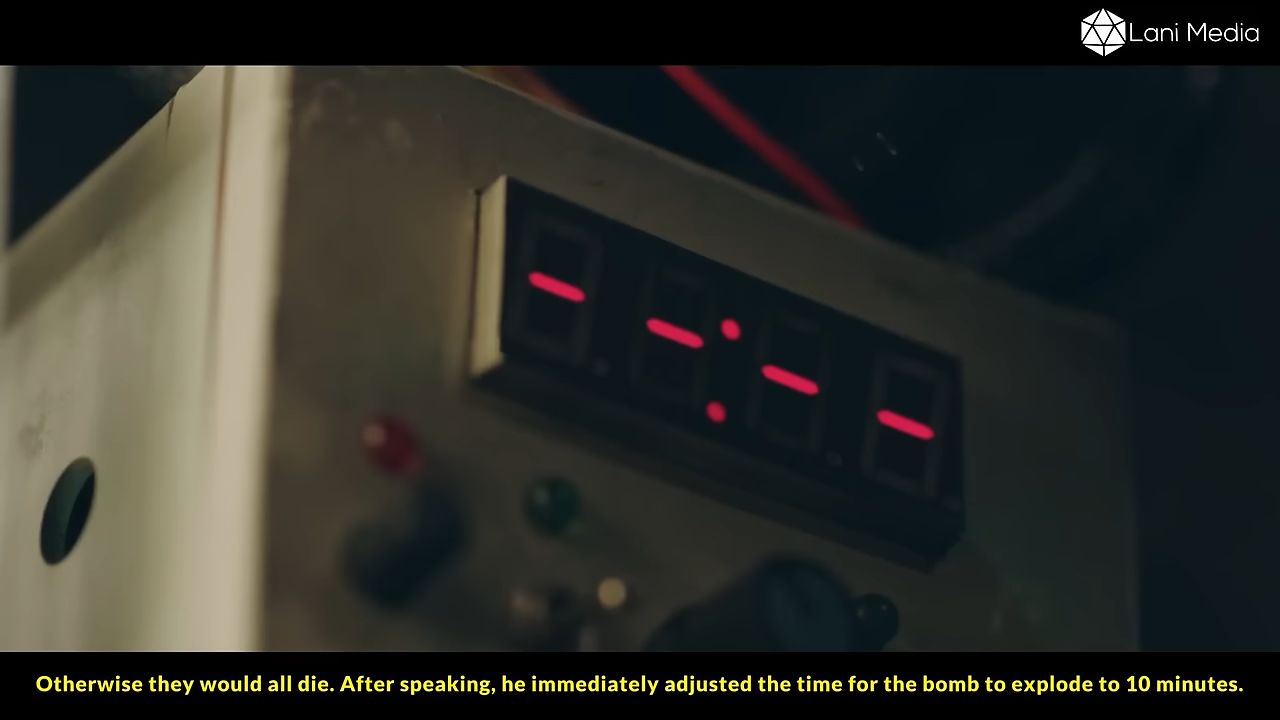 Lani Media
--:--
Otherwise they would all die. After speaking, he immediately adjusted the time for the bomb to explode to 10 minutes.